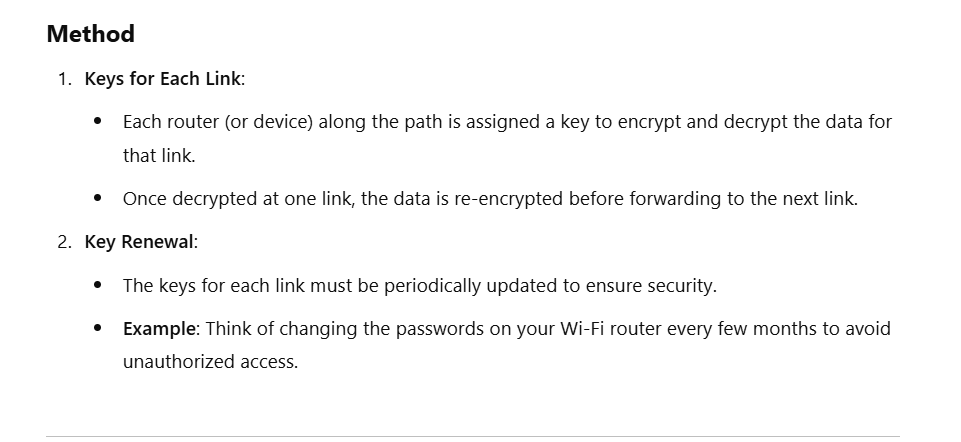 Method
1. Keys for Each Link:
• Each router (or device) along the path is assigned a key to encrypt and decrypt the data for
that link.
• Once decrypted at one link, the data is re-encrypted before forwarding to the next link.
2. Key Renewal:
• The keys for each link must be periodically updated to ensure security.
• Example: Think of changing the passwords on your Wi-Fi router every few months to avoid
unauthorized access.